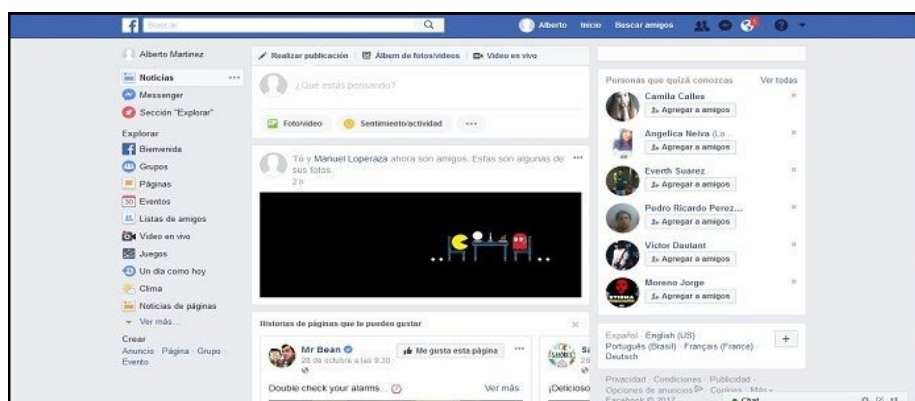 Buscar
Alberto Inicio Buscar amigos
Alberto Martinez
Noticias
Messenger
Sección "Explorar"
Explorar
Bienvenida
Grupos
Páginas
Eventos
Listas de amigos
Video en vivo
Juegos
Un día como hoy
Clima
Noticias de páginas
Ver más...
Crear
Anuncio · Página · Grupo ·
Evento
Realizar publicación
Álbum de fotos/videos
Video en vivo
¿Qué estás pensando?
Foto/video
Sentimiento/actividad
Tú y Manuel Loperaza ahora son amigos. Estas son algunas de
sus fotos.
2 h
Historias de páginas que le pueden gustar
Mr Bean
28 de octubre a las 9:30 ·
Me gusta esta página
Double check your alarms...
Ver más
¡Delicioso
Personas que quizá conozcas Ver todas
Camila Calles
Agregar a amigos
Angelica Neiva (La...
Agregar a amigos
Everth Suarez
Agregar a amigos
Pedro Ricardo Perez...
Agregar a amigos
Victor Dautant
Agregar a amigos
Moreno Jorge
Agregar a amigos
Español · English (US) ·
Português (Brasil) · Français (France) ·
Deutsch
Privacidad · Condiciones · Publicidad ·
Opciones de anuncios · Cookies · Más
Facebook © 2017
Chat